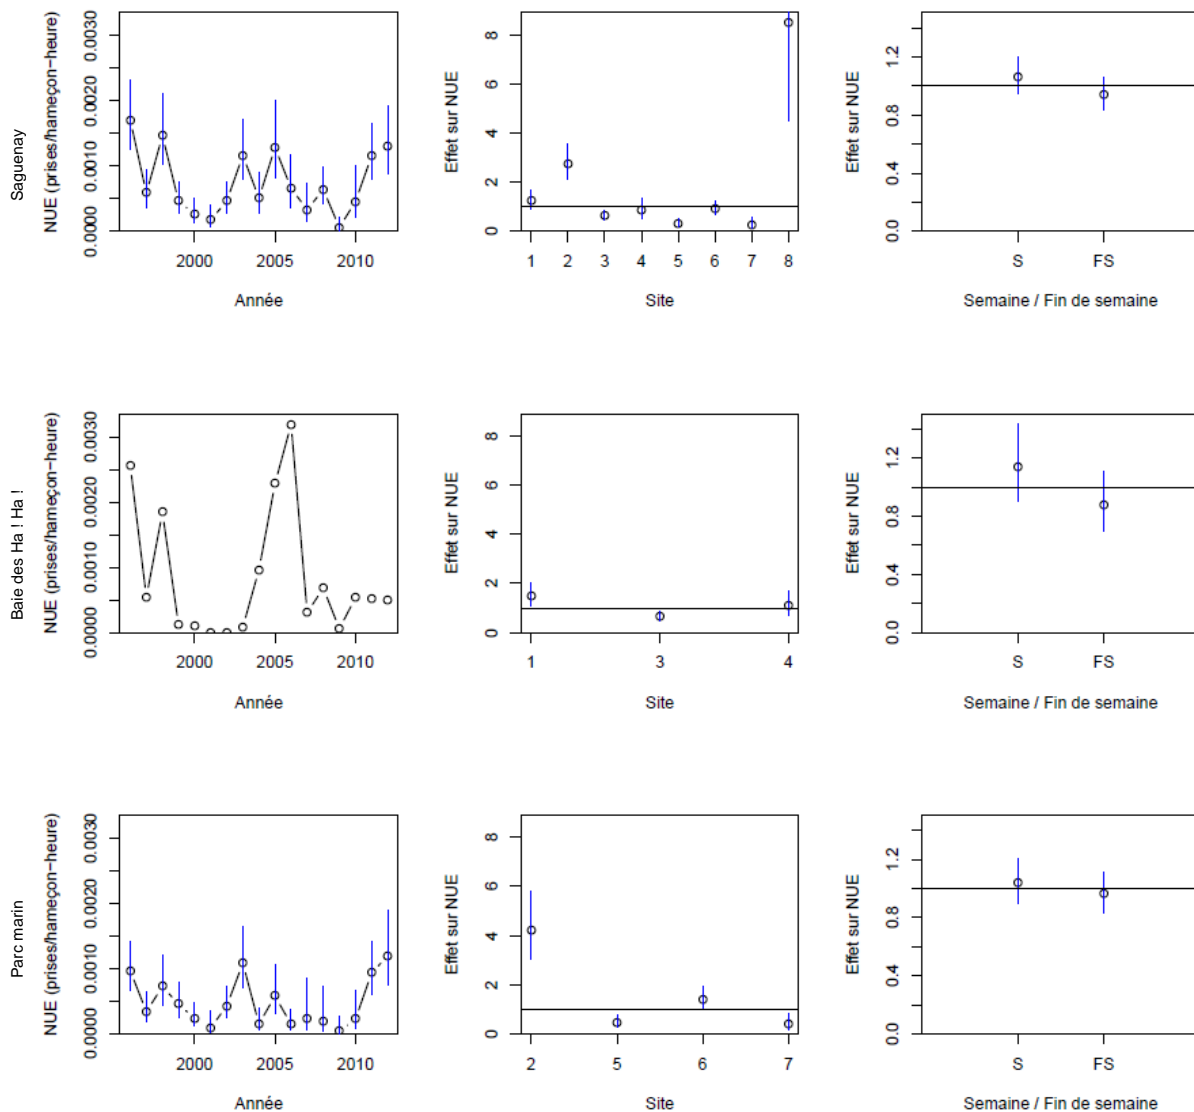 Saguenay
NUE (prises/hameçon−heure)
0.0000 0.0010 0.0020 0.0030
2000 2005 2010
Année
Effet sur NUE
0 2 4 6 8
1 2 3 4 5 6 7 8
Site
Effet sur NUE
0.0 0.4 0.8 1.2
S FS
Semaine / Fin de semaine
Baie des Ha ! Ha !
NUE (prises/hameçon−heure)
0.0000 0.0010 0.0020 0.0030
2000 2005 2010
Année
Effet sur NUE
0 2 4 6 8
1 3 4
Site
Effet sur NUE
0.0 0.4 0.8 1.2
S FS
Semaine / Fin de semaine
Parc marin
NUE (prises/hameçon−heure)
0.0000 0.0010 0.0020 0.0030
2000 2005 2010
Année
Effet sur NUE
0 2 4 6 8
2 5 6 7
Site
Effet sur NUE
0.0 0.4 0.8 1.2
S FS
Semaine / Fin de semaine